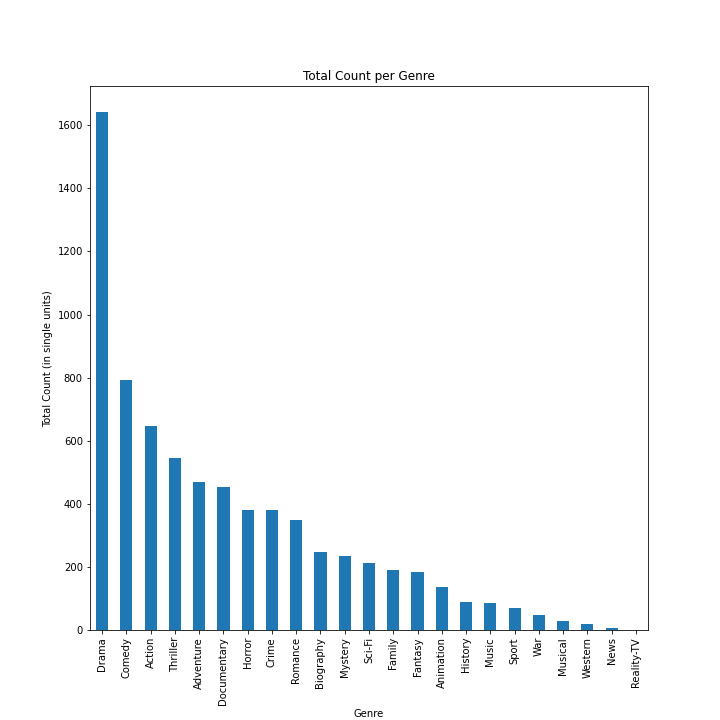 Total Count per Genre
Total Count (in single units)
1600
1400
1200
1000
800
600
400
200
0
Drama
Comedy
Action
Thriller
Adventure
Documentary
Horror
Crime
Romance
Biography
Mystery
Sci-Fi
Family
Fantasy
Animation
History
Music
Sport
War
Musical
Western
News
Reality-TV
Genre